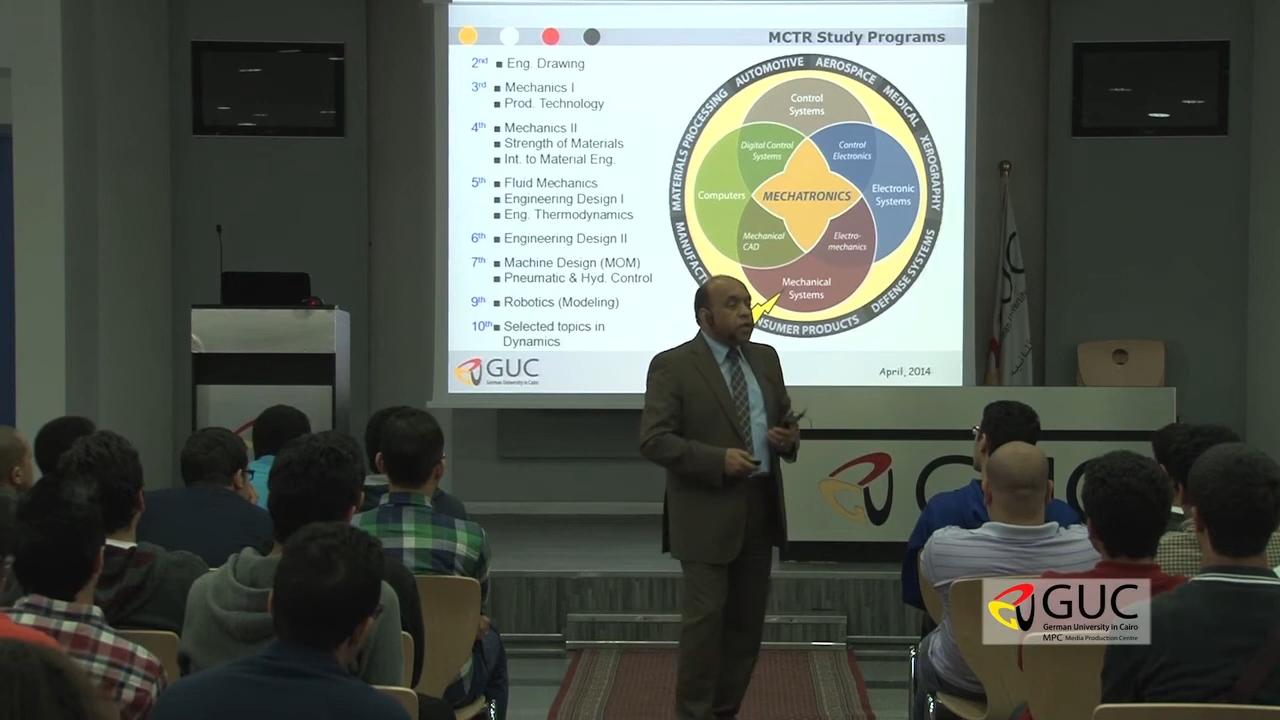 MCTR Study Programs
2nd ■ Eng. Drawing
3rd ■ Mechanics I
■ Prod. Technology
4th ■ Mechanics II
■ Strength of Materials
■ Int. to Material Eng.
5th ■ Fluid Mechanics
■ Engineering Design I
■ Eng. Thermodynamics
6th ■ Engineering Design II
7th ■ Machine Design (MOM)
■ Pneumatic & Hyd. Control
9th ■ Robotics (Modeling)
10th ■ Selected topics in
Dynamics
GUC
German University in Cairo
April, 2014
MATERIALS PROCESSING
AUTOMOTIVE
AEROSPACE
MEDICAL
XEROGRAPHY
DEFENSE SYSTEMS
PRODUCTS
Control
Systems
Digital Control
Systems
Control
Electronics
Computers
MECHATRONICS
Electronic
Systems
Mechanical
CAD
Electro-
mechanics
Mechanical
Systems
GUC
German University in Cairo
MPC Media Production Centre